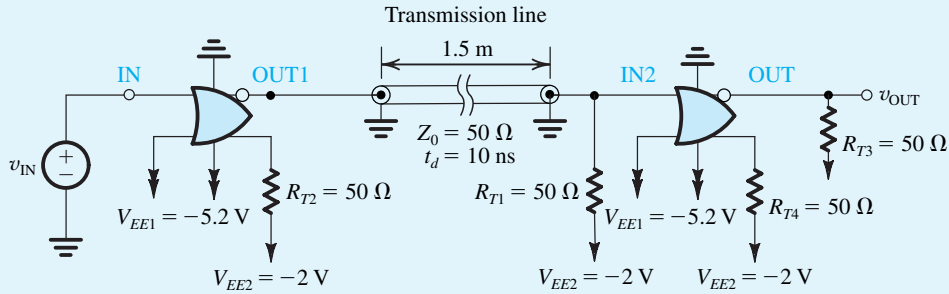 Transmission line
1.5 m
IN
OUT1
IN2
OUT
v_OUT
Z_0 = 50 Ω
t_d = 10 ns
v_IN
+
−
R_T2 = 50 Ω
R_T1 = 50 Ω
R_T3 = 50 Ω
R_T4 = 50 Ω
V_EE1 = −5.2 V
V_EE1 = −5.2 V
V_EE2 = −2 V
V_EE2 = −2 V
V_EE2 = −2 V